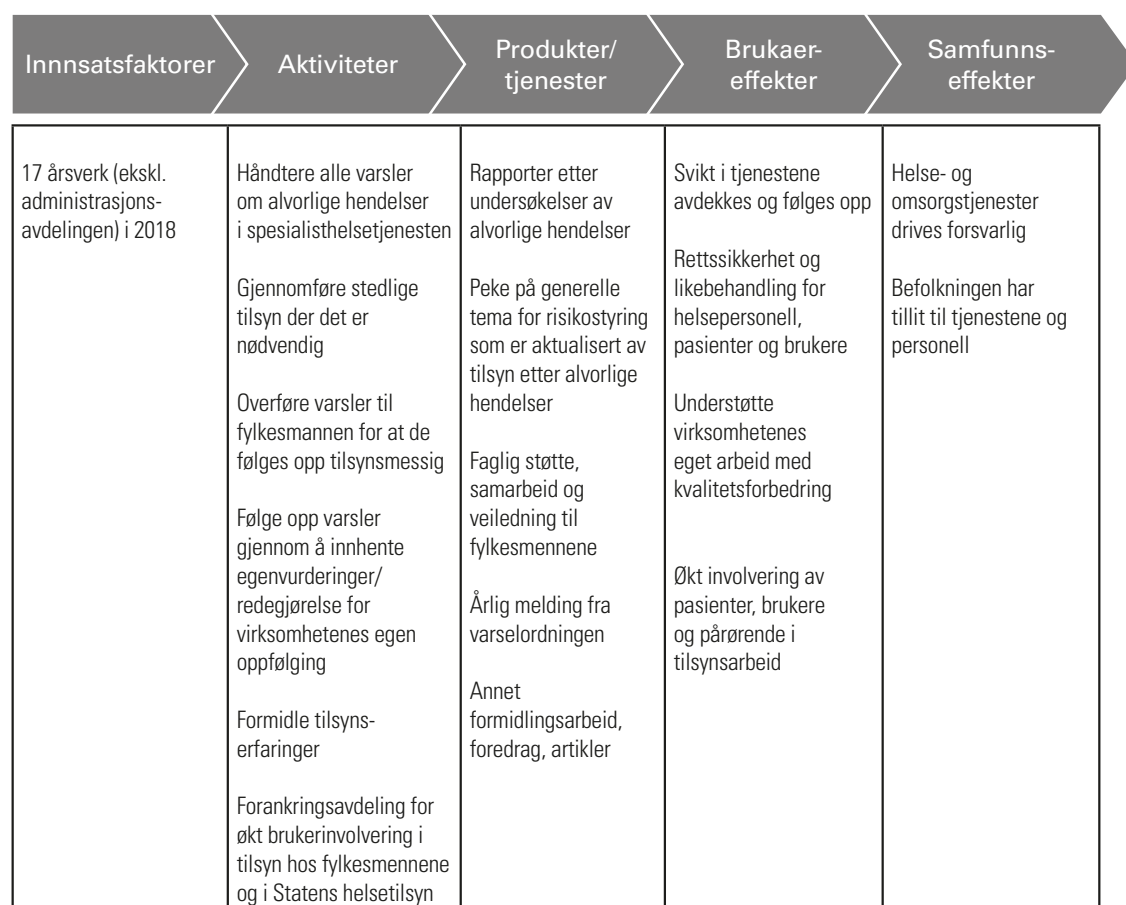 Innnsatsfaktorer
Aktiviteter
Produkter/
tjenester
Brukaer-
effekter
Samfunns-
effekter
17 årsverk (ekskl.
administrasjons-
avdelingen) i 2018
Håndtere alle varsler
om alvorlige hendelser
i spesialisthelsetjenesten
Gjennomføre stedlige
tilsyn der det er
nødvendig
Overføre varsler til
fylkesmannen for at de
følges opp tilsynsmessig
Følge opp varsler
gjennom å innhente
egenvurderinger/
redegjørelse for
virksomhetenes egen
oppfølging
Formidle tilsyns-
erfaringer
Forankringsavdeling for
økt brukerinvolvering i
tilsyn hos fylkesmennene
og i Statens helsetilsyn
Rapporter etter
undersøkelser av
alvorlige hendelser
Peke på generelle
tema for risikostyring
som er aktualisert av
tilsyn etter alvorlige
hendelser
Faglig støtte,
samarbeid og
veiledning til
fylkesmennene
Årlig melding fra
varselordningen
Annet
formidlingsarbeid,
foredrag, artikler
Svikt i tjenestene
avdekkes og følges opp
Rettssikkerhet og
likebehandling for
helsepersonell,
pasienter og brukere
Understøtte
virksomhetenes
eget arbeid med
kvalitetsforbedring
Økt involvering av
pasienter, brukere
og pårørende i
tilsynsarbeid
Helse- og
omsorgstjenester
drives forsvarlig
Befolkningen har
tillit til tjenestene og
personell